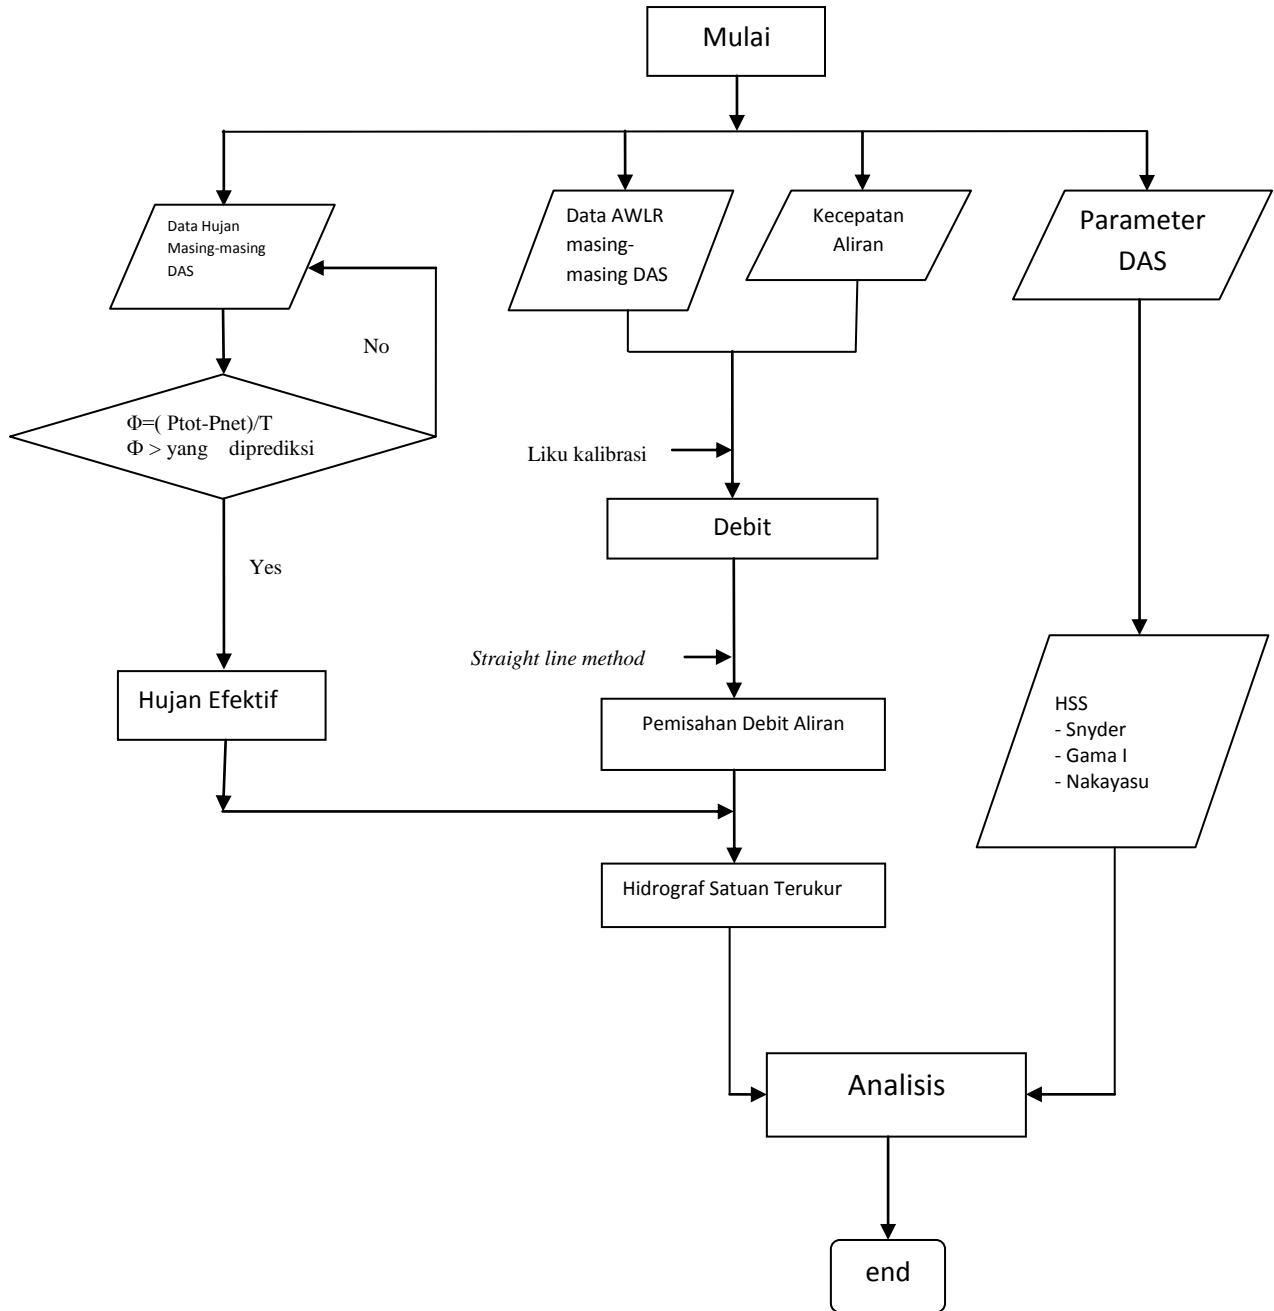 Mulai
Data Hujan
Masing-masing
DAS
Data AWLR
masing-
masing DAS
Kecepatan
Aliran
Parameter
DAS
No
Φ=( Ptot-Pnet)/T
Φ > yang diprediksi
Liku kalibrasi
Debit
Yes
Straight line method
Hujan Efektif
Pemisahan Debit Aliran
HSS
- Snyder
- Gama I
- Nakayasu
Hidrograf Satuan Terukur
Analisis
end